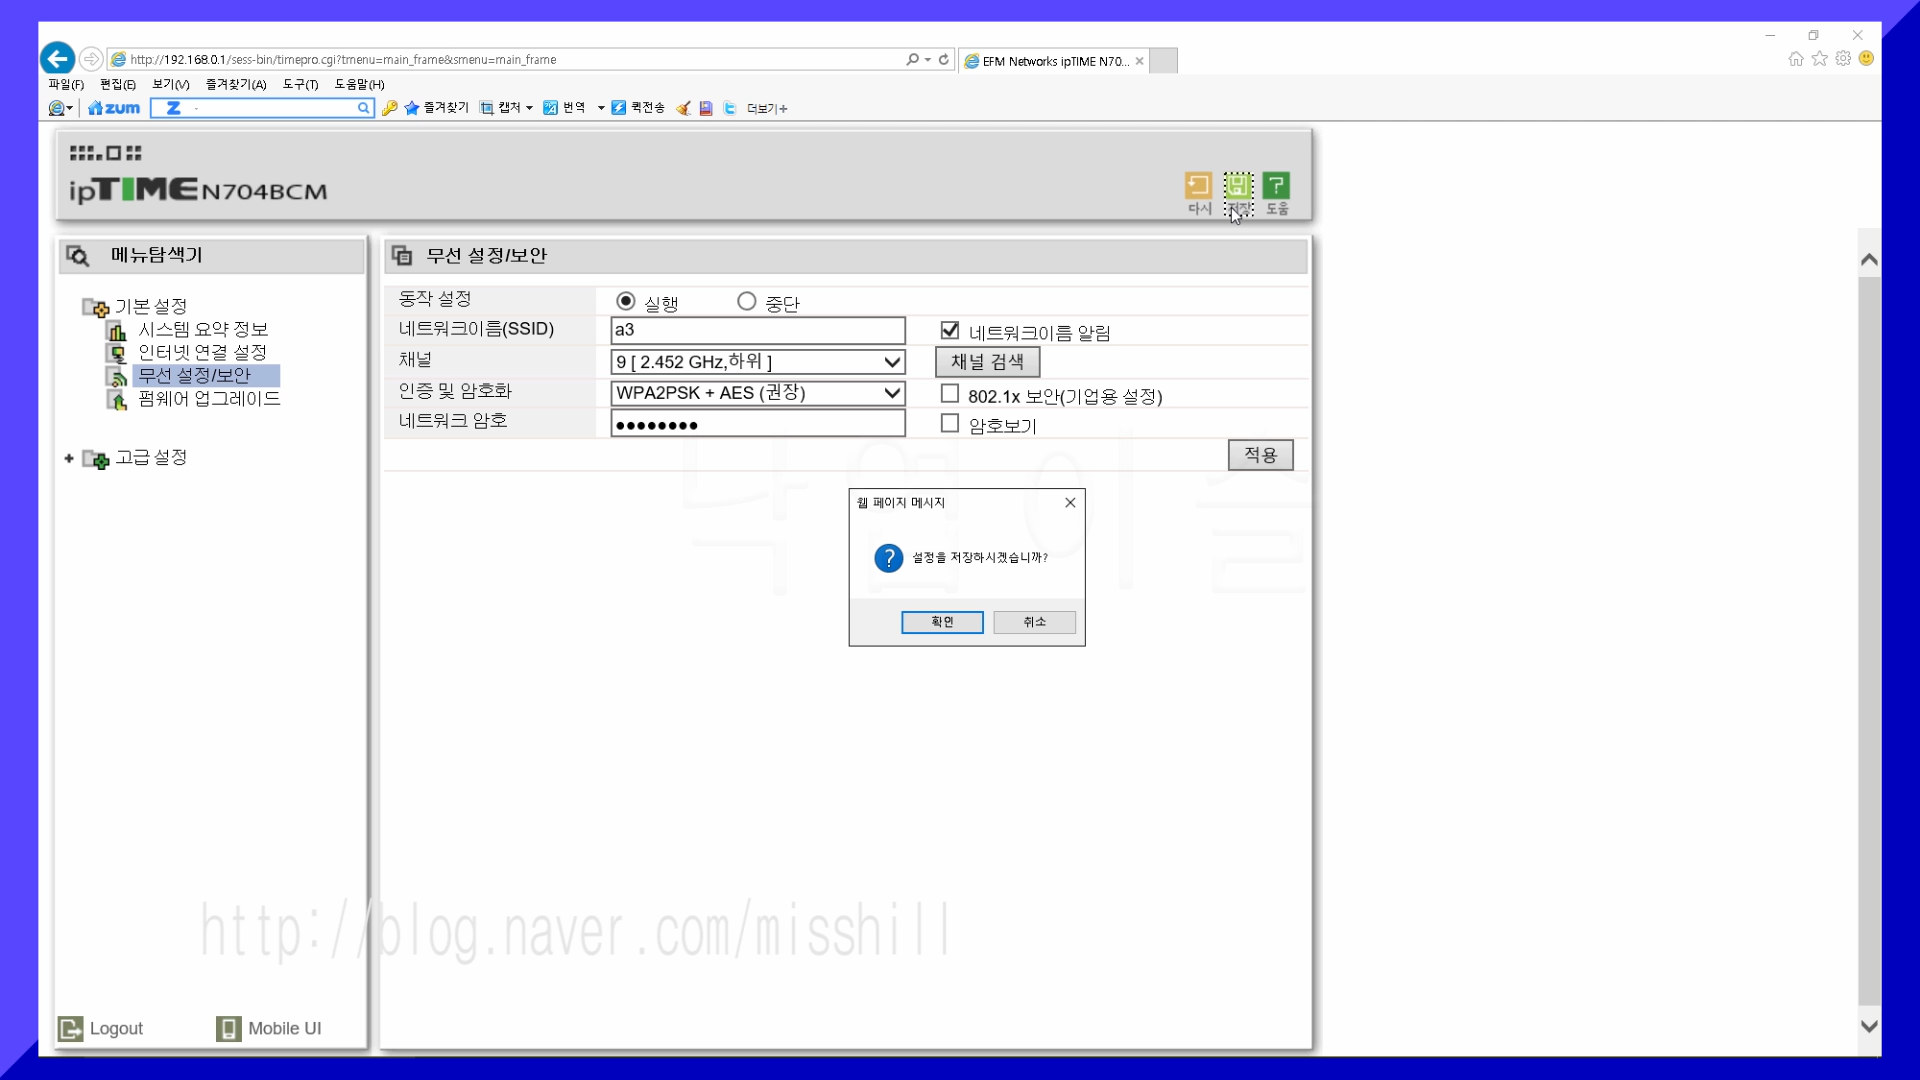 http://192.168.0.1/sess-bin/timepro.cgi?tmenu=main_frame&smenu=main_frame
EFM Networks ipTIME N70...
파일(F) 편집(E) 보기(V) 즐겨찾기(A) 도구(T) 도움말(H)
zum 즐겨찾기 캡처 번역 퀵전송 더보기+
ipTIME N704BCM
다시 저장 도움
메뉴탐색기
기본 설정
시스템 요약 정보
인터넷 연결 설정
무선 설정/보안
펌웨어 업그레이드
고급 설정
무선 설정/보안
동작 설정 실행 중단
네트워크이름(SSID) a3 네트워크이름 알림
채널 9 [ 2.452 GHz,하위 ] 채널 검색
인증 및 암호화 WPA2PSK + AES (권장) 802.1x 보안(기업용 설정)
네트워크 암호 ●●●●●●●● 암호보기
적용
낙엽이슬
웹 페이지 메시지
설정을 저장하시겠습니까?
확인 취소
http://blog.naver.com/misshill
Logout Mobile UI